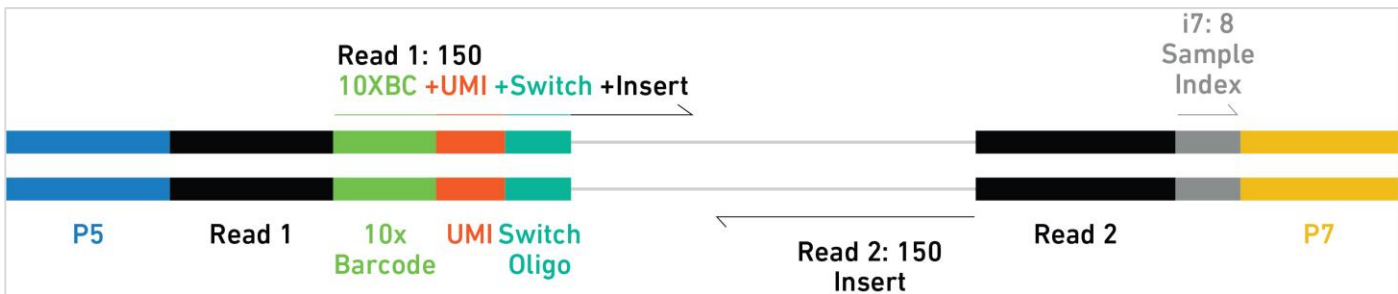 Read 1: 150
10XBC +UMI +Switch +Insert
i7: 8
Sample
Index
P5
Read 1
10x
Barcode
UMI
Switch
Oligo
Read 2: 150
Insert
Read 2
P7